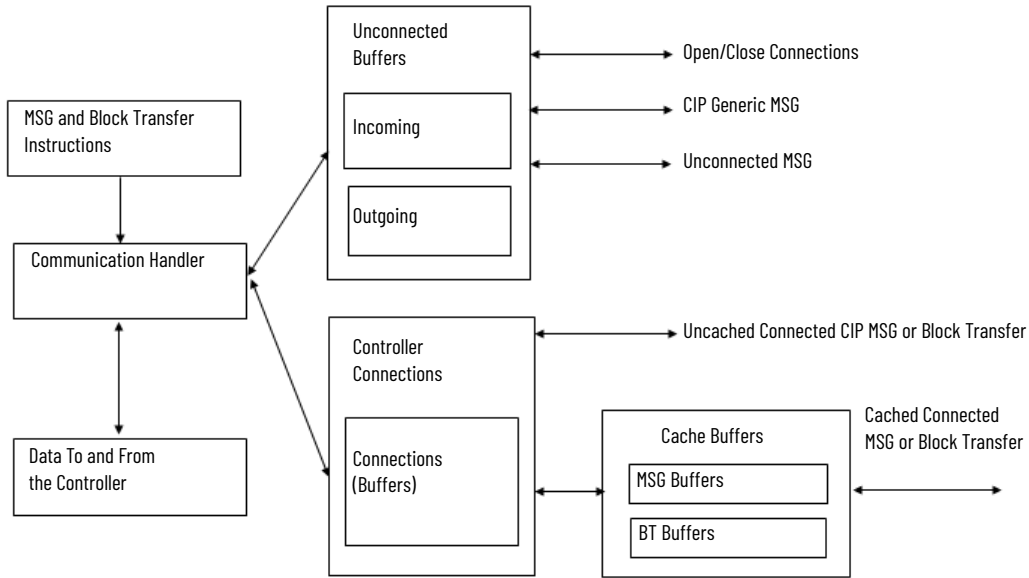 MSG and Block Transfer
Instructions
Communication Handler
Data To and From
the Controller
Unconnected
Buffers
Incoming
Outgoing
Open/Close Connections
CIP Generic MSG
Unconnected MSG
Controller
Connections
Connections
(Buffers)
Uncached Connected CIP MSG or Block Transfer
Cache Buffers
MSG Buffers
BT Buffers
Cached Connected
MSG or Block Transfer